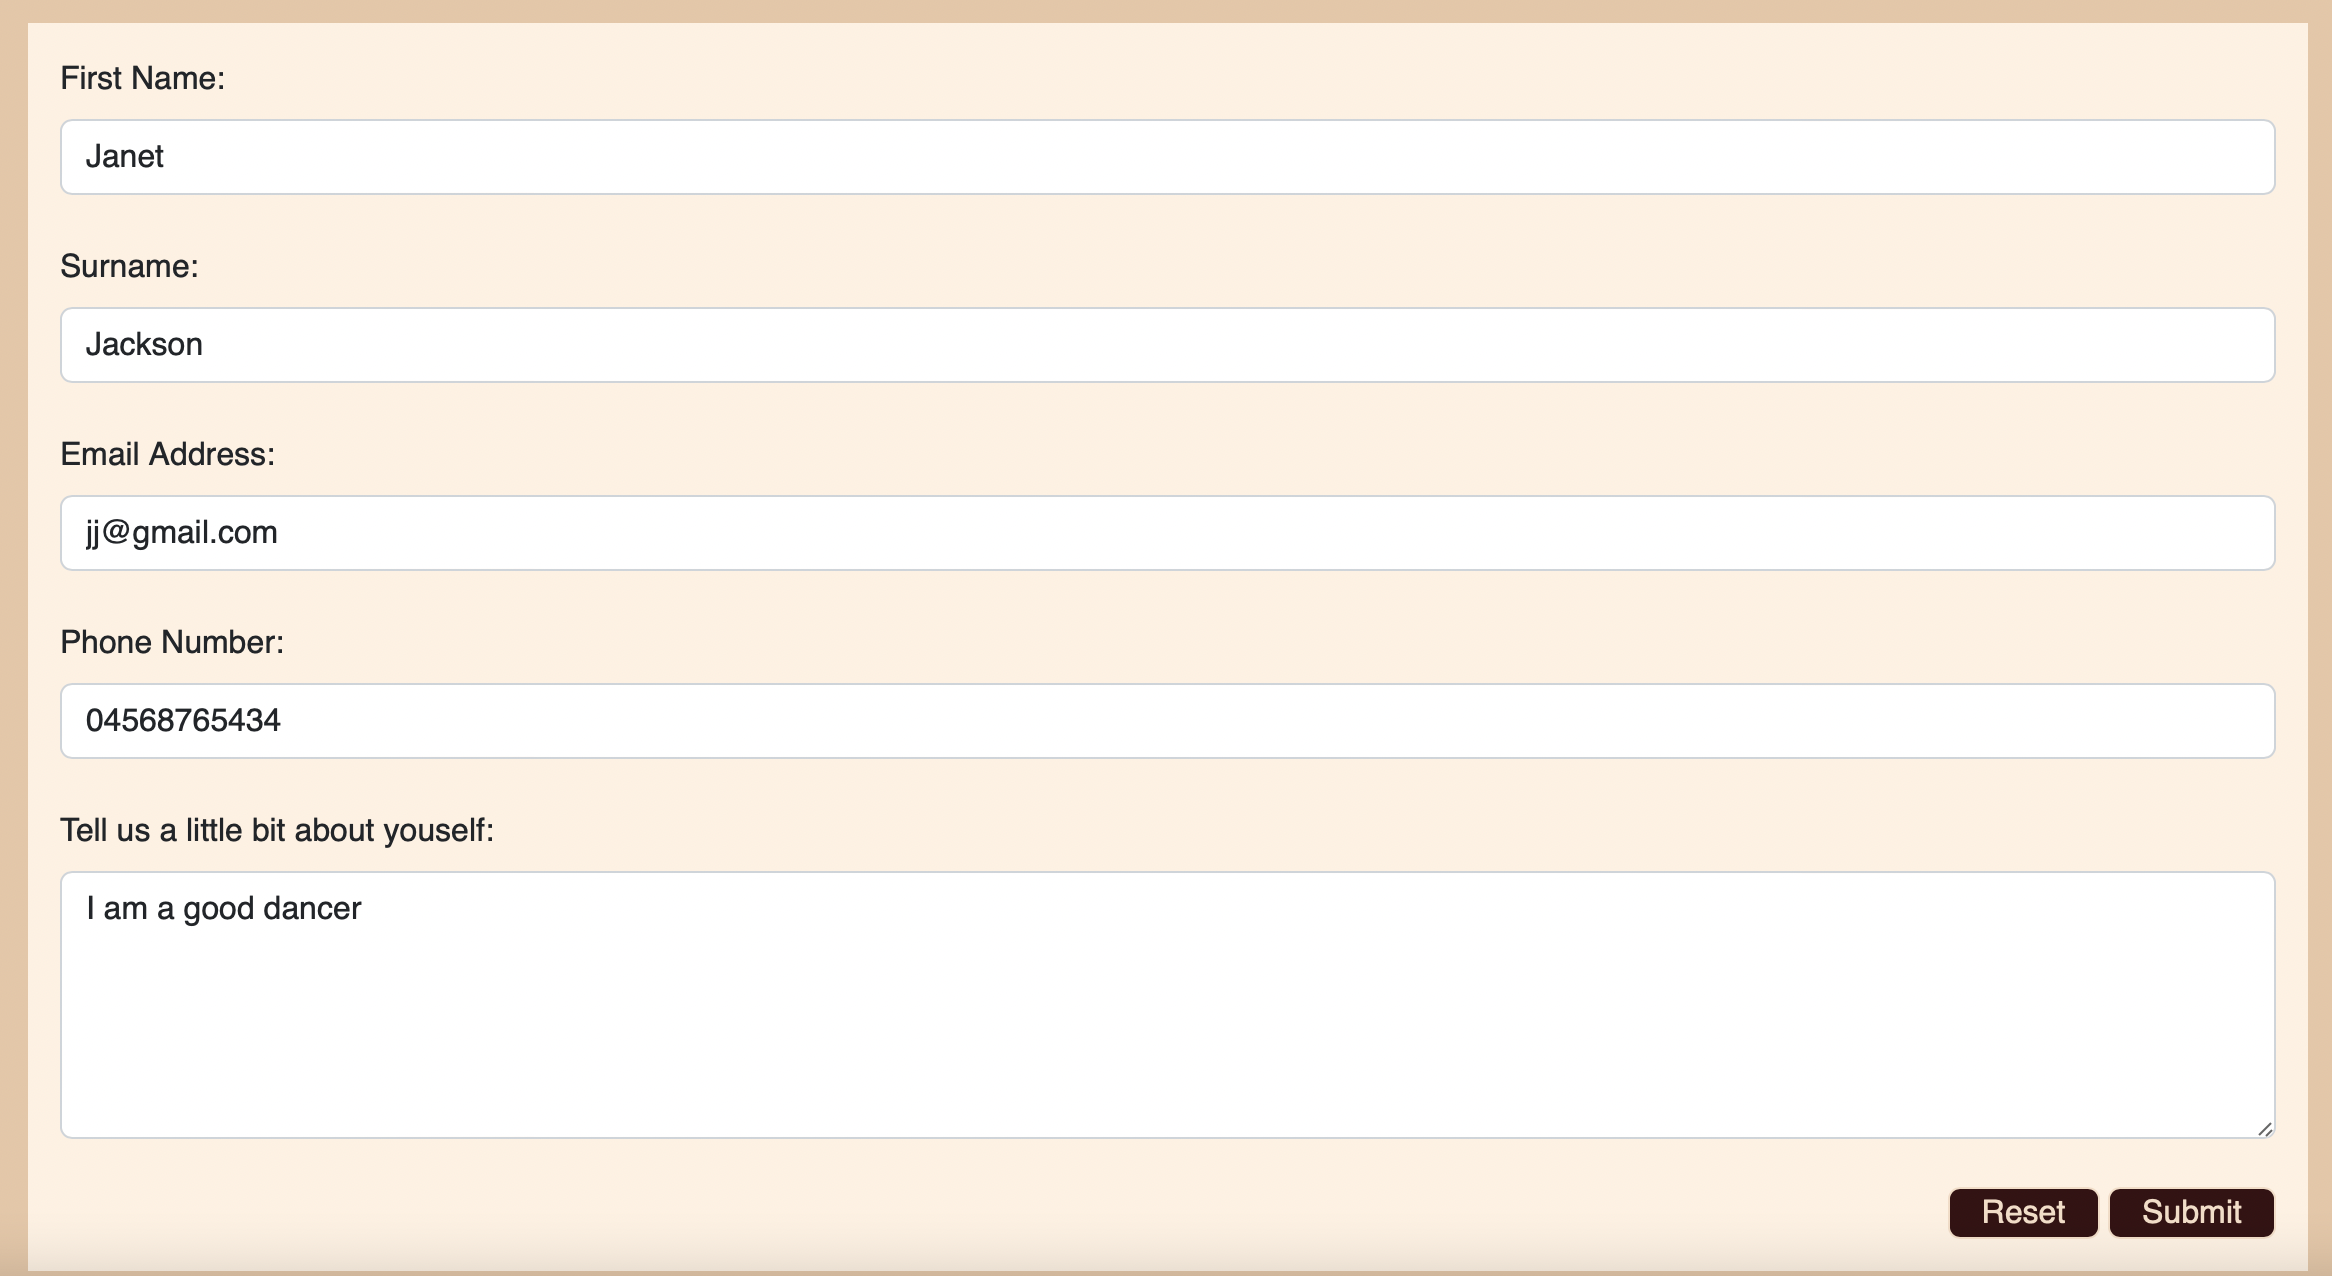 First Name:
Janet
Surname:
Jackson
Email Address:
jj@gmail.com
Phone Number:
04568765434
Tell us a little bit about youself:
I am a good dancer
Reset Submit